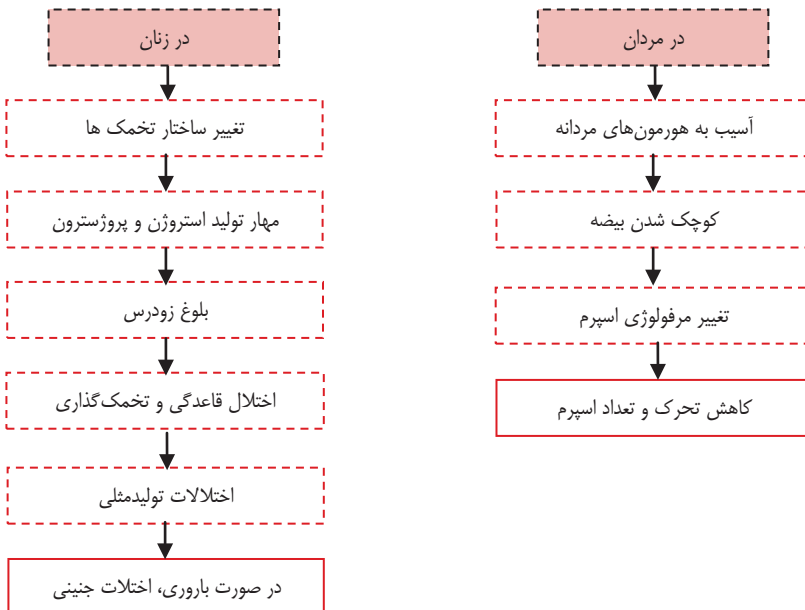 در مردان
آسیب به هورمون‌های مردانه
کوچک شدن بیضه
تغییر مرفولوژی اسپرم
کاهش تحرک و تعداد اسپرم
در زنان
تغییر ساختار تخمک ها
مهار تولید استروژن و پروژسترون
بلوغ زودرس
اختلال قاعدگی و تخمک‌گذاری
اختلالات تولیدمثلی
در صورت باروری، اختلات جنینی